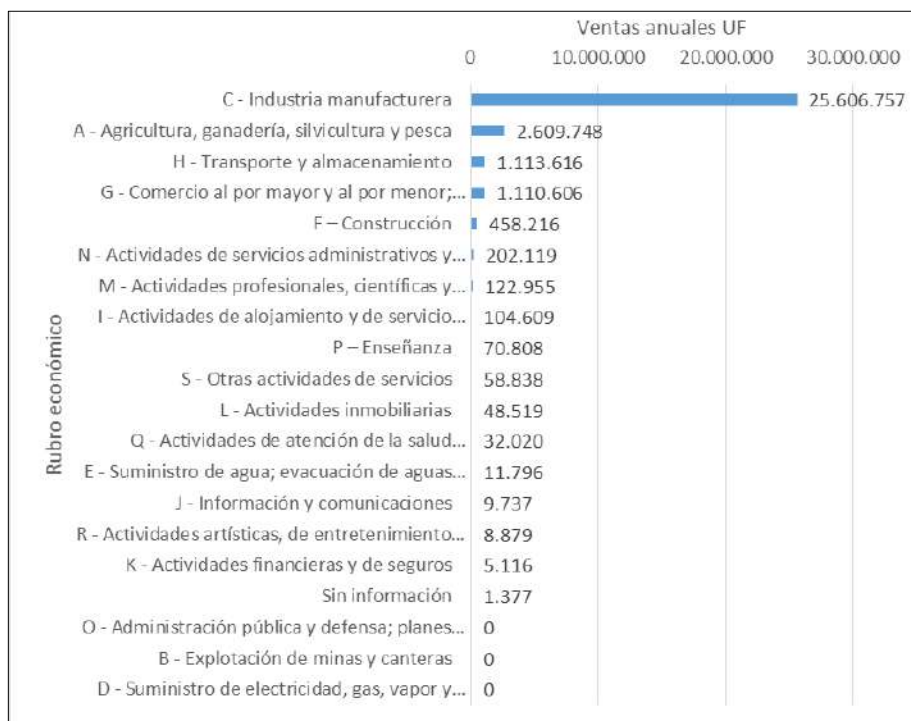 Ventas anuales UF
0 10.000.000 20.000.000 30.000.000
Rubro económico
C - Industria manufacturera 25.606.757
A - Agricultura, ganadería, silvicultura y pesca 2.609.748
H - Transporte y almacenamiento 1.113.616
G - Comercio al por mayor y al por menor;... 1.110.606
F – Construcción 458.216
N - Actividades de servicios administrativos y... 202.119
M - Actividades profesionales, científicas y... 122.955
I - Actividades de alojamiento y de servicio... 104.609
P – Enseñanza 70.808
S - Otras actividades de servicios 58.838
L - Actividades inmobiliarias 48.519
Q - Actividades de atención de la salud... 32.020
E - Suministro de agua; evacuación de aguas... 11.796
J - Información y comunicaciones 9.737
R - Actividades artísticas, de entretenimiento... 8.879
K - Actividades financieras y de seguros 5.116
Sin información 1.377
O - Administración pública y defensa; planes... 0
B - Explotación de minas y canteras 0
D - Suministro de electricidad, gas, vapor y... 0